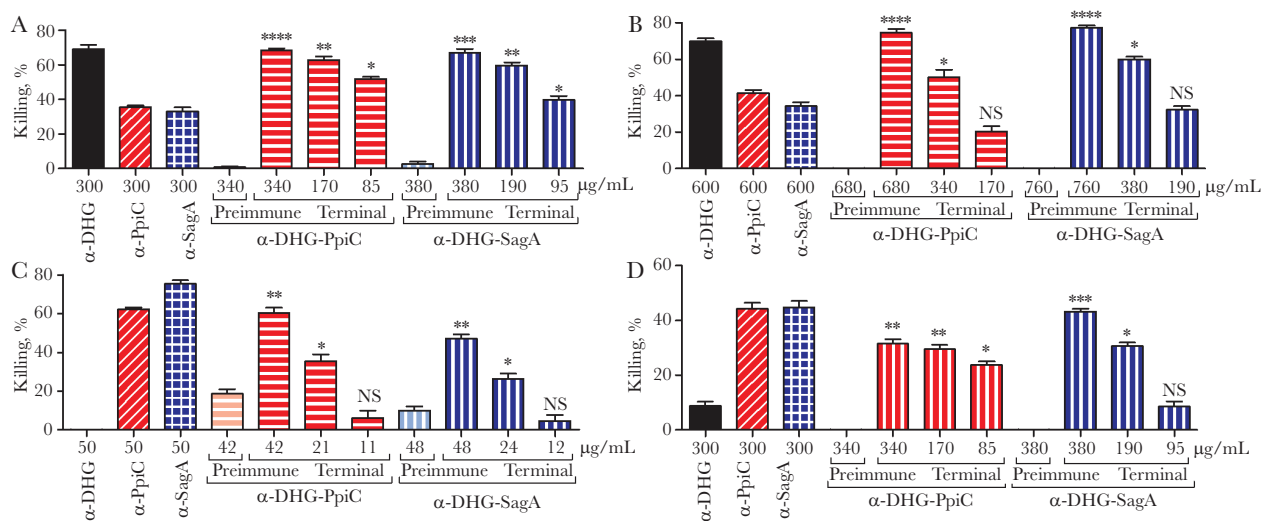 A
Killing, %
80
60
40
20
0
**** ** * *** ** *
300 300 300 340 340 170 85 380 380 190 95 µg/mL
Preimmune Terminal Preimmune Terminal
α-DHG α-PpiC α-SagA α-DHG-PpiC α-DHG-SagA
B
Killing, %
80
60
40
20
0
**** * NS **** * NS
600 600 600 680 680 340 170 760 760 380 190 µg/mL
Preimmune Terminal Preimmune Terminal
α-DHG α-PpiC α-SagA α-DHG-PpiC α-DHG-SagA
C
Killing, %
80
60
40
20
0
** * NS ** * NS
50 50 50 42 42 21 11 48 48 24 12 µg/mL
Preimmune Terminal Preimmune Terminal
α-DHG α-PpiC α-SagA α-DHG-PpiC α-DHG-SagA
D
Killing, %
60
40
20
0
** ** * *** * NS
300 300 300 340 340 170 85 380 380 190 95 µg/mL
Preimmune Terminal Preimmune Terminal
α-DHG α-PpiC α-SagA α-DHG-PpiC α-DHG-SagA